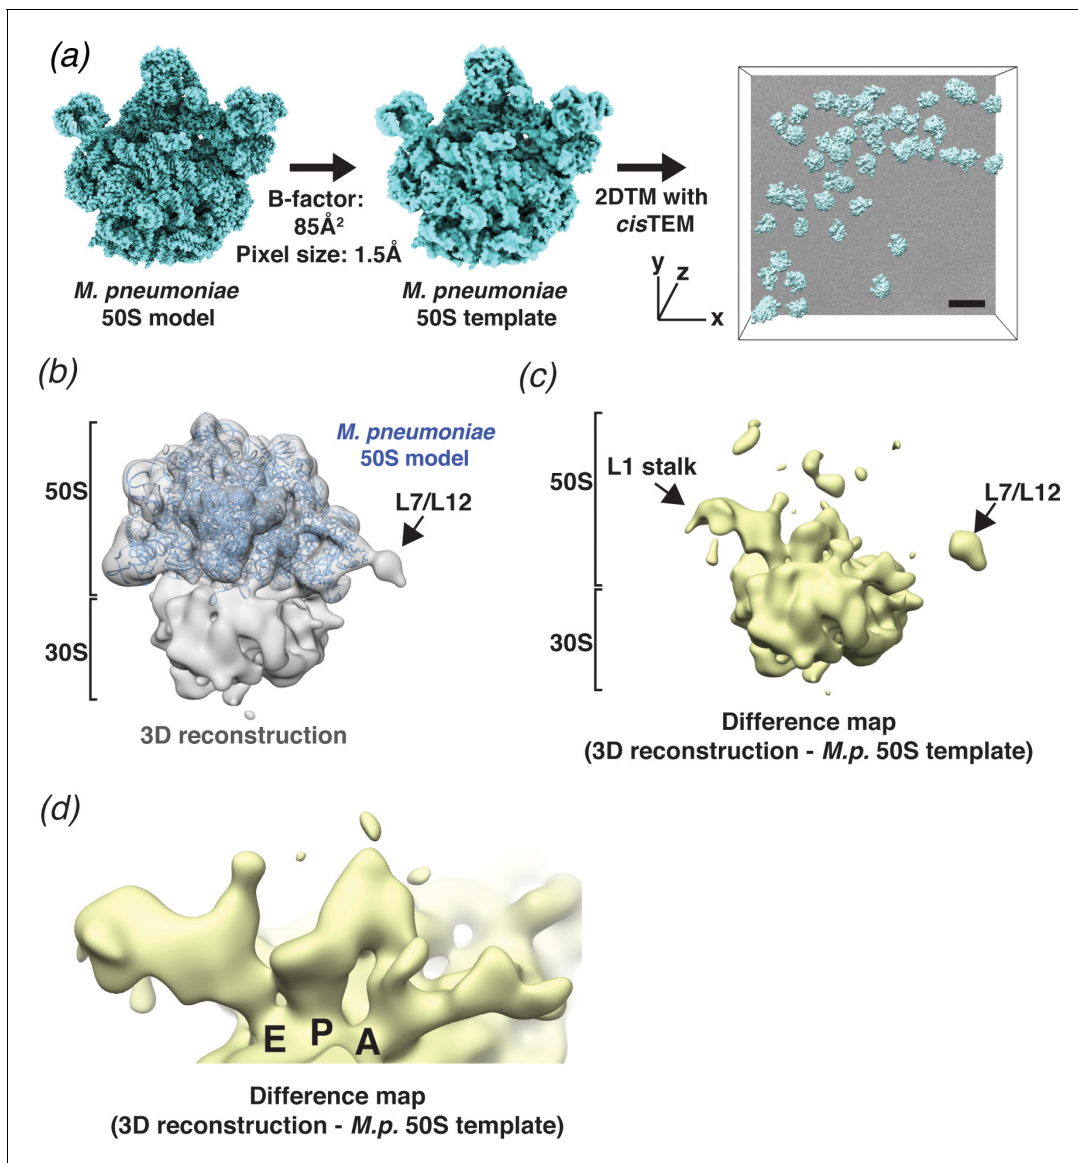 (a)
B-factor:
85Å²
Pixel size: 1.5Å
M. pneumoniae
50S model
M. pneumoniae
50S template
2DTM with
cisTEM
y
z
x
(b)
50S
30S
M. pneumoniae
50S model
L7/L12
3D reconstruction
(c)
50S
30S
L1 stalk
L7/L12
Difference map
(3D reconstruction - M.p. 50S template)
(d)
E P A
Difference map
(3D reconstruction - M.p. 50S template)